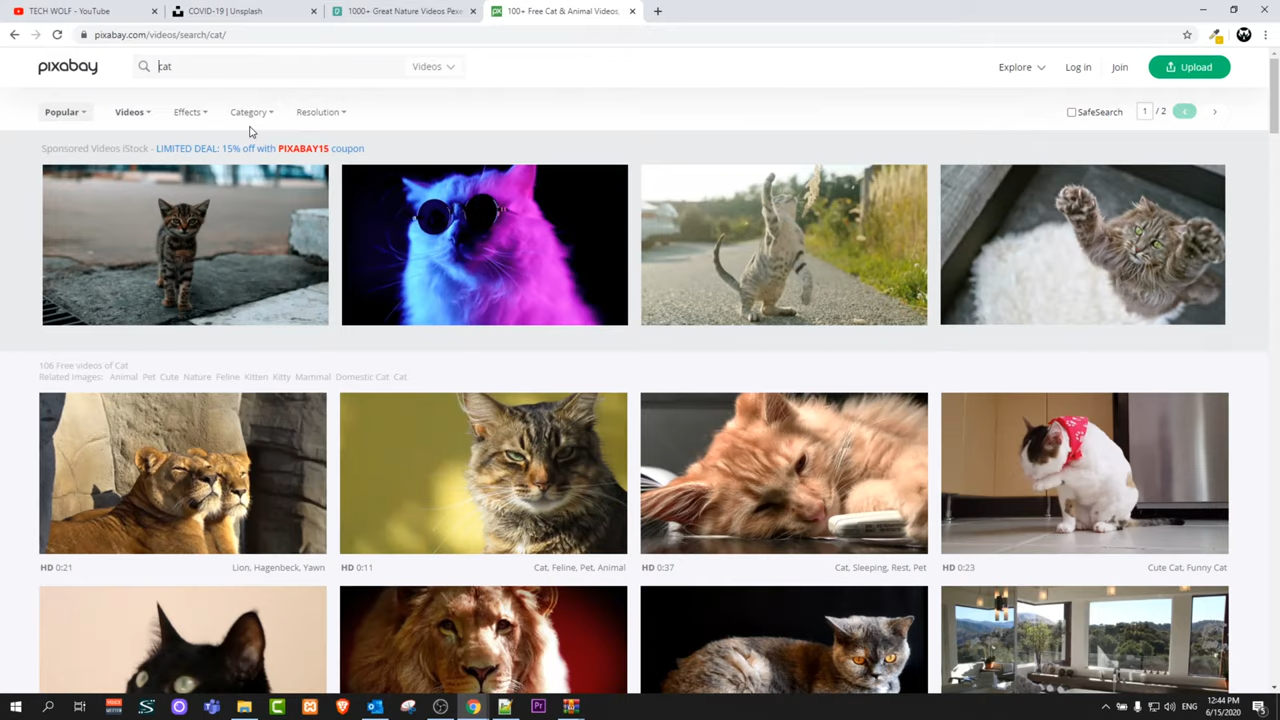 TECH WOLF - YouTube
COVID-19 | Unsplash
1000+ Great Nature Videos Pexe
100+ Free Cat & Animal Videos,
pixabay.com/videos/search/cat/
pixabay
cat
Videos
Explore
Log in
Join
Upload
Popular
Videos
Effects
Category
Resolution
SafeSearch
1 / 2
Sponsored Videos iStock - LIMITED DEAL: 15% off with PIXABAY15 coupon
106 Free videos of Cat
Related Images: Animal Pet Cute Nature Feline Kitten Kitty Mammal Domestic Cat Cat
HD 0:21
Lion, Hagenbeck, Yawn
HD 0:11
Cat, Feline, Pet, Animal
HD 0:37
Cat, Sleeping, Rest, Pet
HD 0:23
Cute Cat, Funny Cat
12:44 PM
6/15/2020